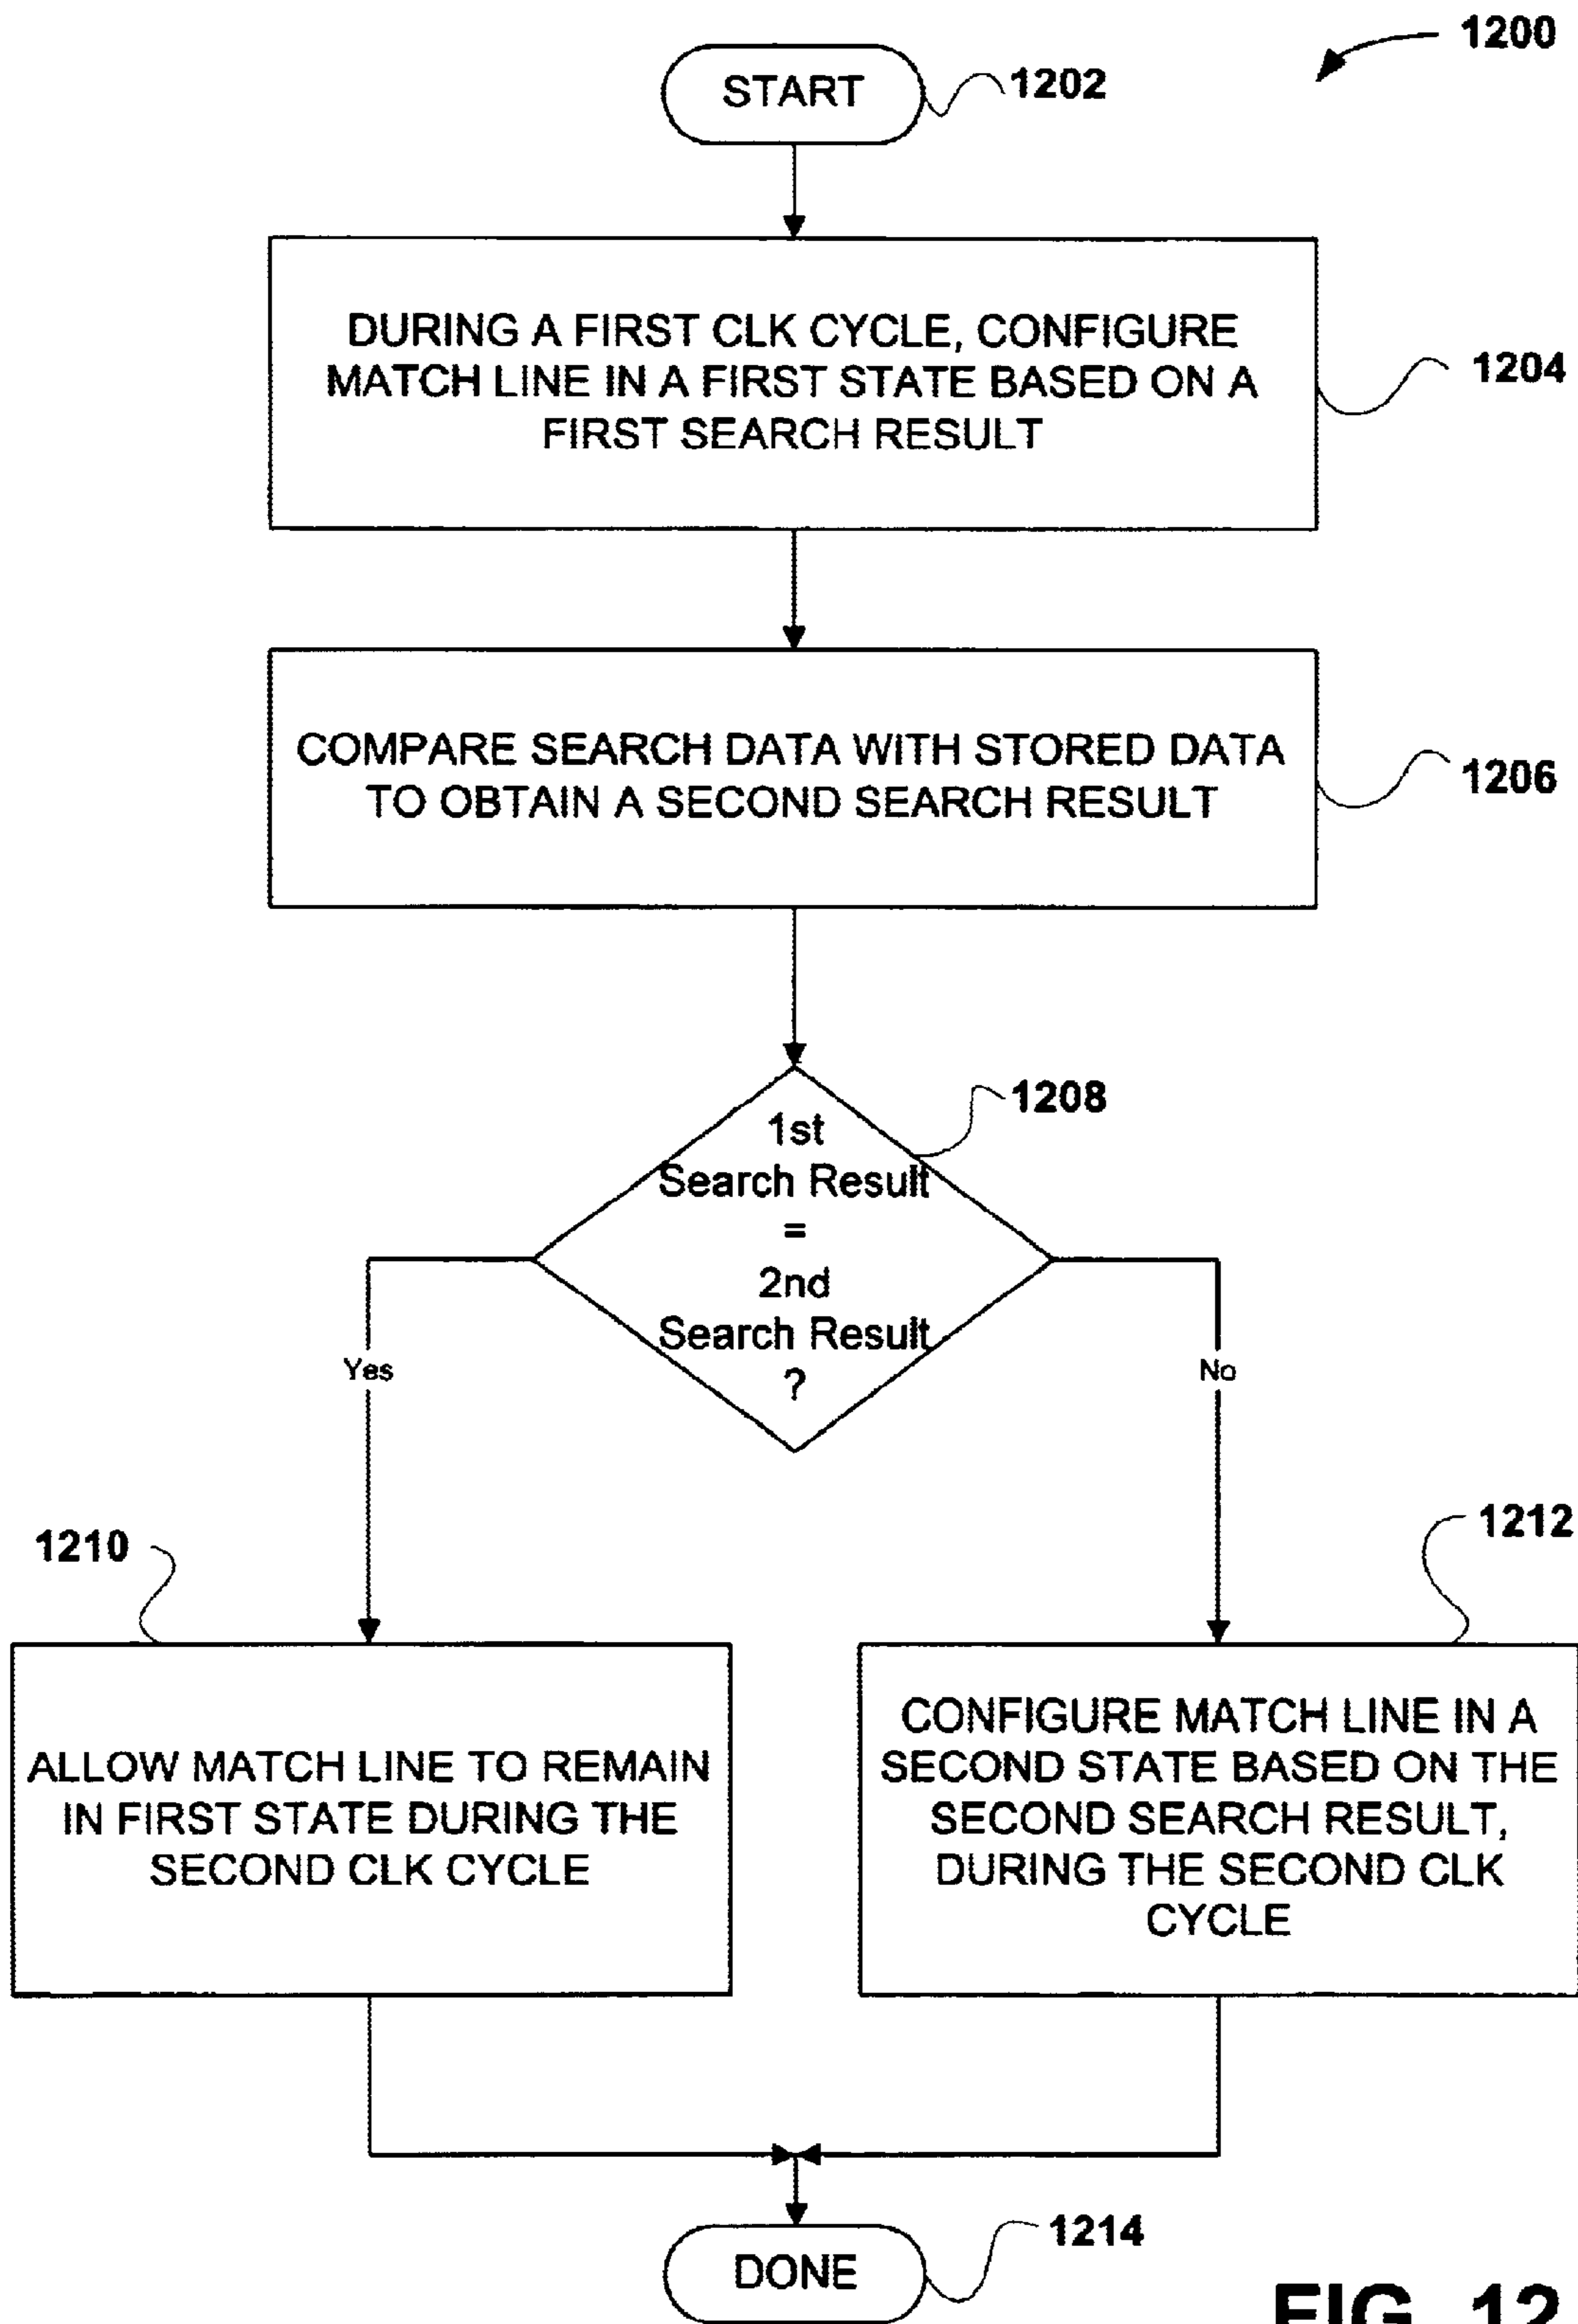 1200
START
1202
DURING A FIRST CLK CYCLE, CONFIGURE
MATCH LINE IN A FIRST STATE BASED ON A
FIRST SEARCH RESULT
1204
COMPARE SEARCH DATA WITH STORED DATA
TO OBTAIN A SECOND SEARCH RESULT
1206
1208
1st
Search Result
=
2nd
Search Result
?
Yes
No
1210
1212
ALLOW MATCH LINE TO REMAIN
IN FIRST STATE DURING THE
SECOND CLK CYCLE
CONFIGURE MATCH LINE IN A
SECOND STATE BASED ON THE
SECOND SEARCH RESULT,
DURING THE SECOND CLK
CYCLE
1214
DONE
FIG. 12